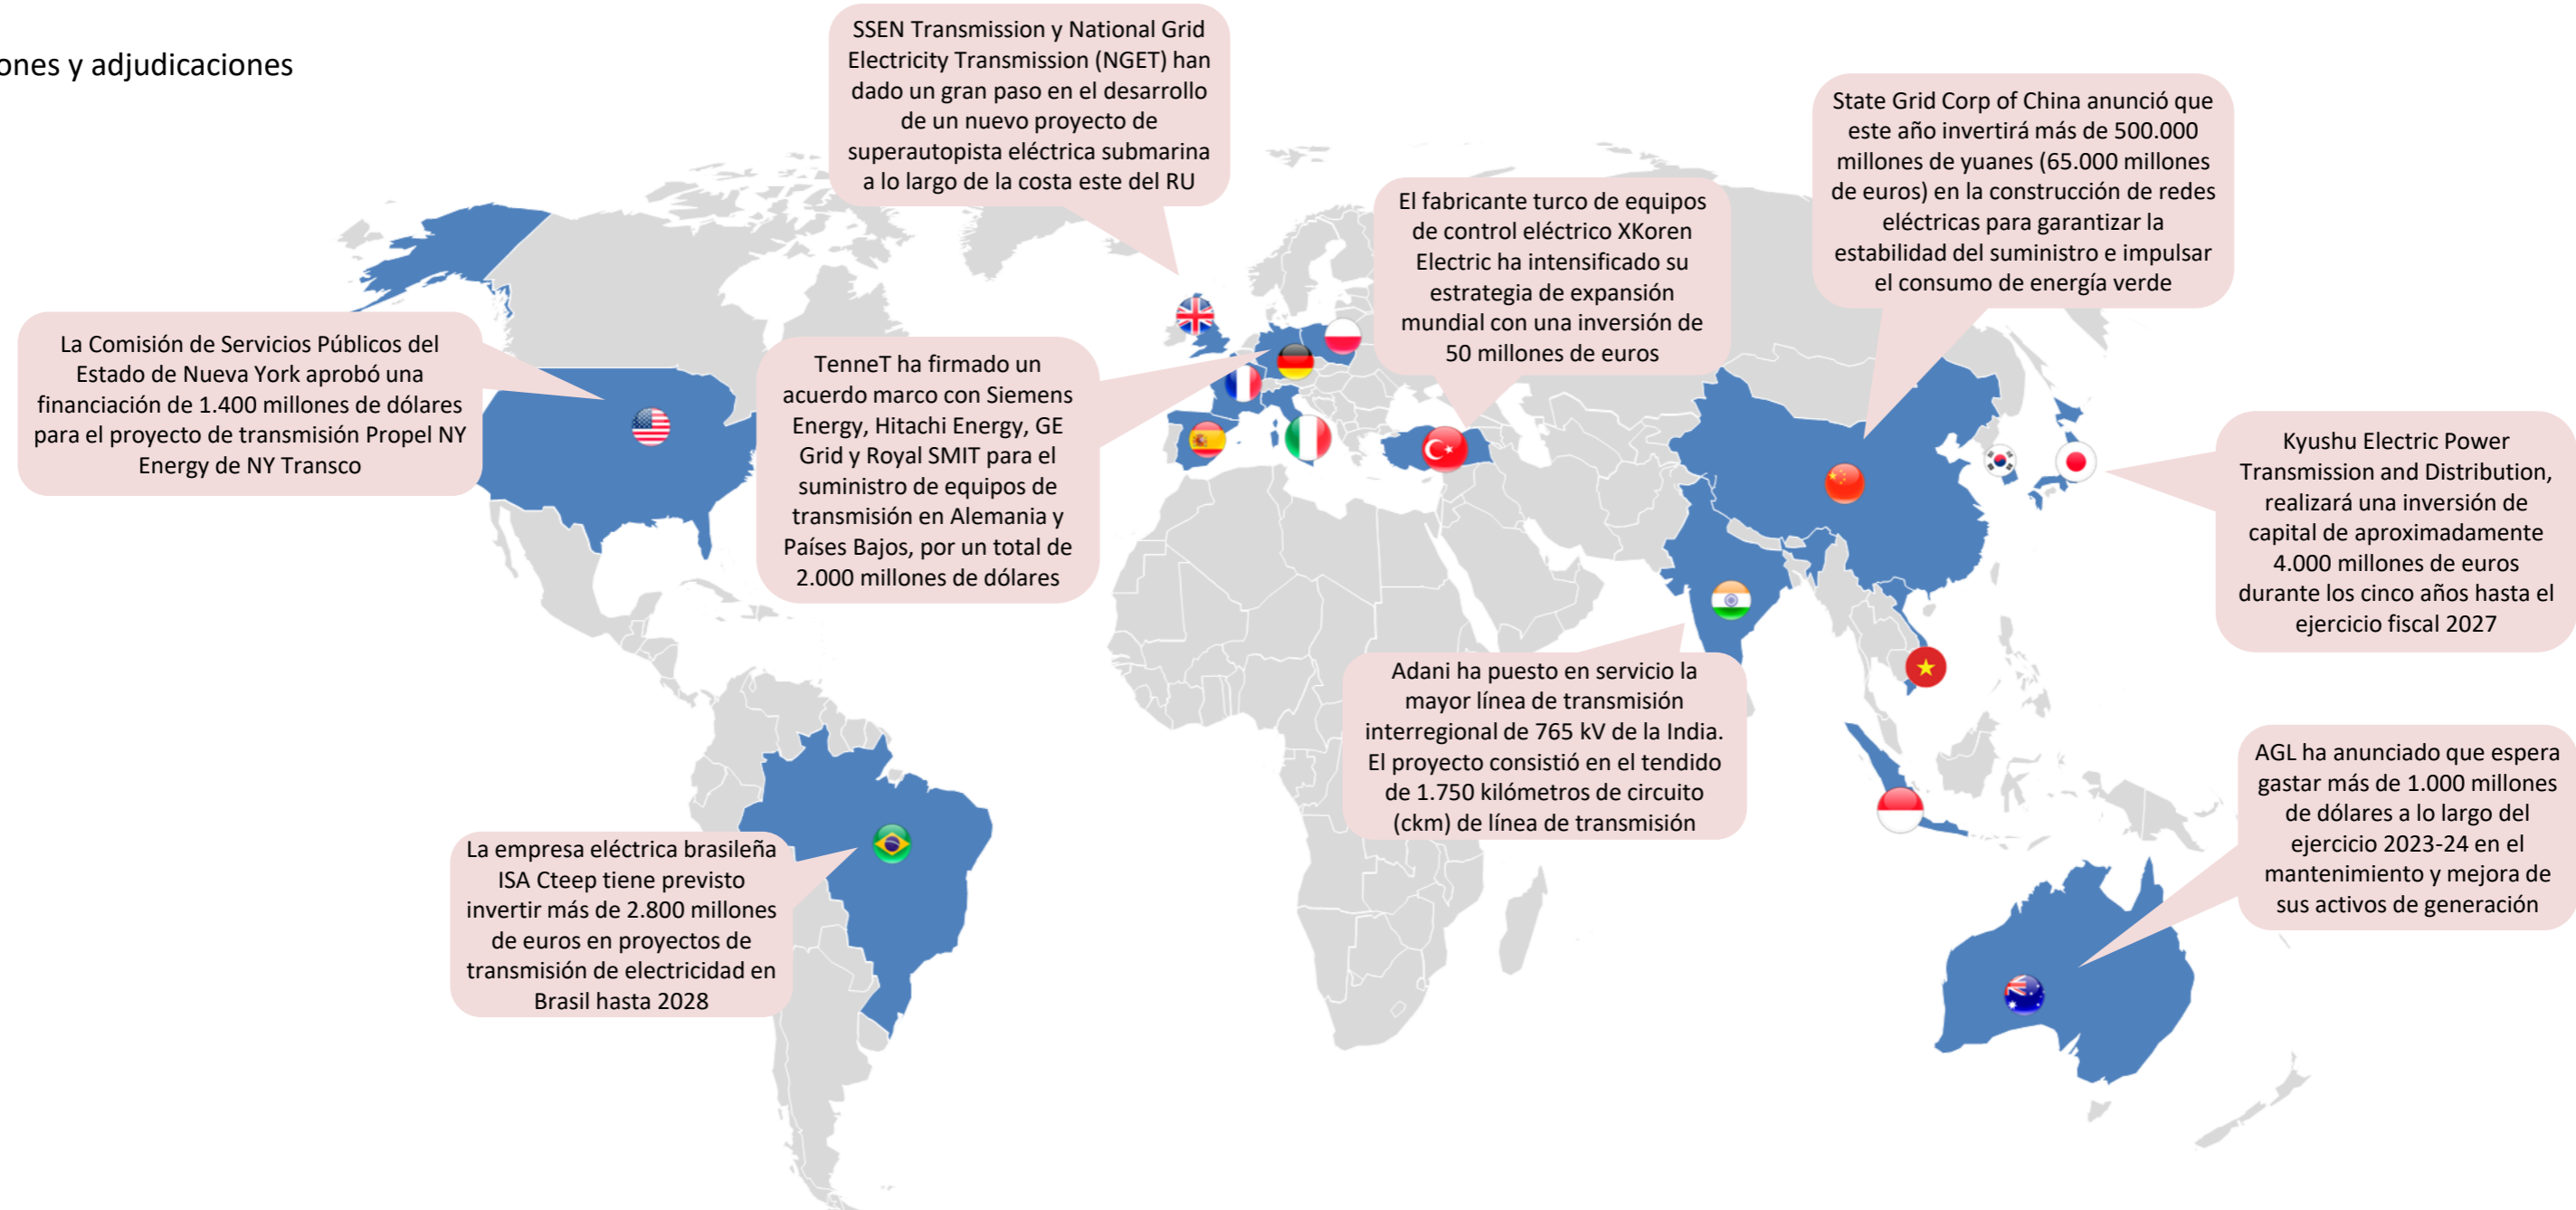 ones y adjudicaciones
SSEN Transmission y National Grid
Electricity Transmission (NGET) han
dado un gran paso en el desarrollo
de un nuevo proyecto de
superautopista eléctrica submarina
a lo largo de la costa este del RU
State Grid Corp of China anunció que
este año invertirá más de 500.000
millones de yuanes (65.000 millones
de euros) en la construcción de redes
eléctricas para garantizar la
estabilidad del suministro e impulsar
el consumo de energía verde
El fabricante turco de equipos
de control eléctrico XKoren
Electric ha intensificado su
estrategia de expansión
mundial con una inversión de
50 millones de euros
La Comisión de Servicios Públicos del
Estado de Nueva York aprobó una
financiación de 1.400 millones de dólares
para el proyecto de transmisión Propel NY
Energy de NY Transco
TenneT ha firmado un
acuerdo marco con Siemens
Energy, Hitachi Energy, GE
Grid y Royal SMIT para el
suministro de equipos de
transmisión en Alemania y
Países Bajos, por un total de
2.000 millones de dólares
Kyushu Electric Power
Transmission and Distribution,
realizará una inversión de
capital de aproximadamente
4.000 millones de euros
durante los cinco años hasta el
ejercicio fiscal 2027
Adani ha puesto en servicio la
mayor línea de transmisión
interregional de 765 kV de la India.
El proyecto consistió en el tendido
de 1.750 kilómetros de circuito
(ckm) de línea de transmisión
AGL ha anunciado que espera
gastar más de 1.000 millones
de dólares a lo largo del
ejercicio 2023-24 en el
mantenimiento y mejora de
sus activos de generación
La empresa eléctrica brasileña
ISA Cteep tiene previsto
invertir más de 2.800 millones
de euros en proyectos de
transmisión de electricidad en
Brasil hasta 2028